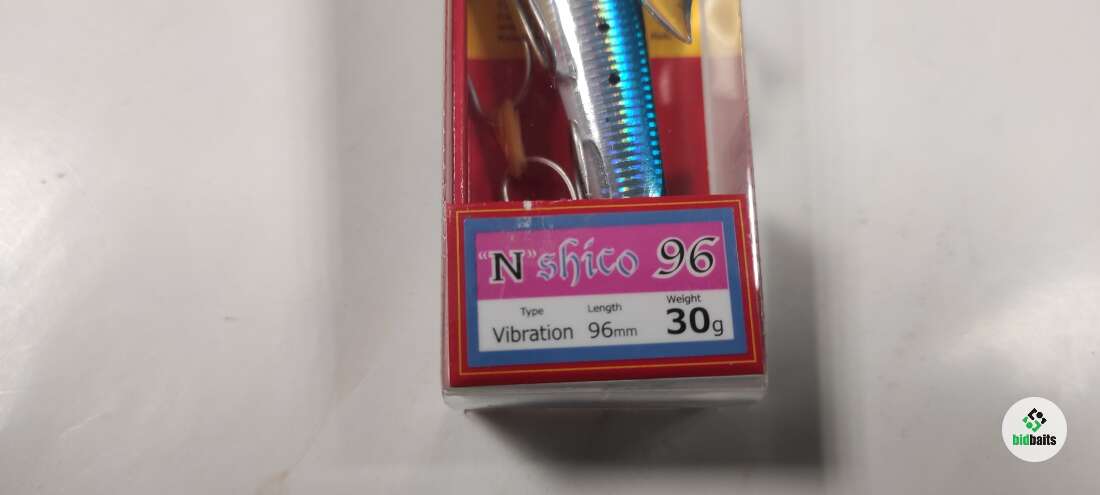 "N"shico 96
Type Length Weight
Vibration 96mm 30g
bidbaits